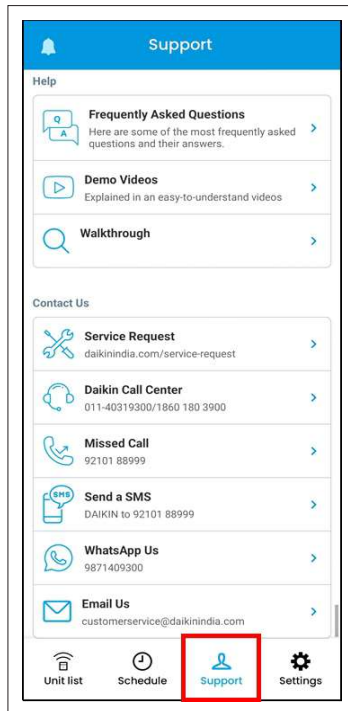 Support
Help
Q
A
Frequently Asked Questions
Here are some of the most frequently asked
questions and their answers.
Demo Videos
Explained in an easy-to-understand videos
Walkthrough
Contact Us
Service Request
daikinindia.com/service-request
Daikin Call Center
011-40319300/1860 180 3900
Missed Call
92101 88999
SMS
Send a SMS
DAIKIN to 92101 88999
WhatsApp Us
9871409300
Email Us
customerservice@daikinindia.com
Unit list Schedule Support Settings